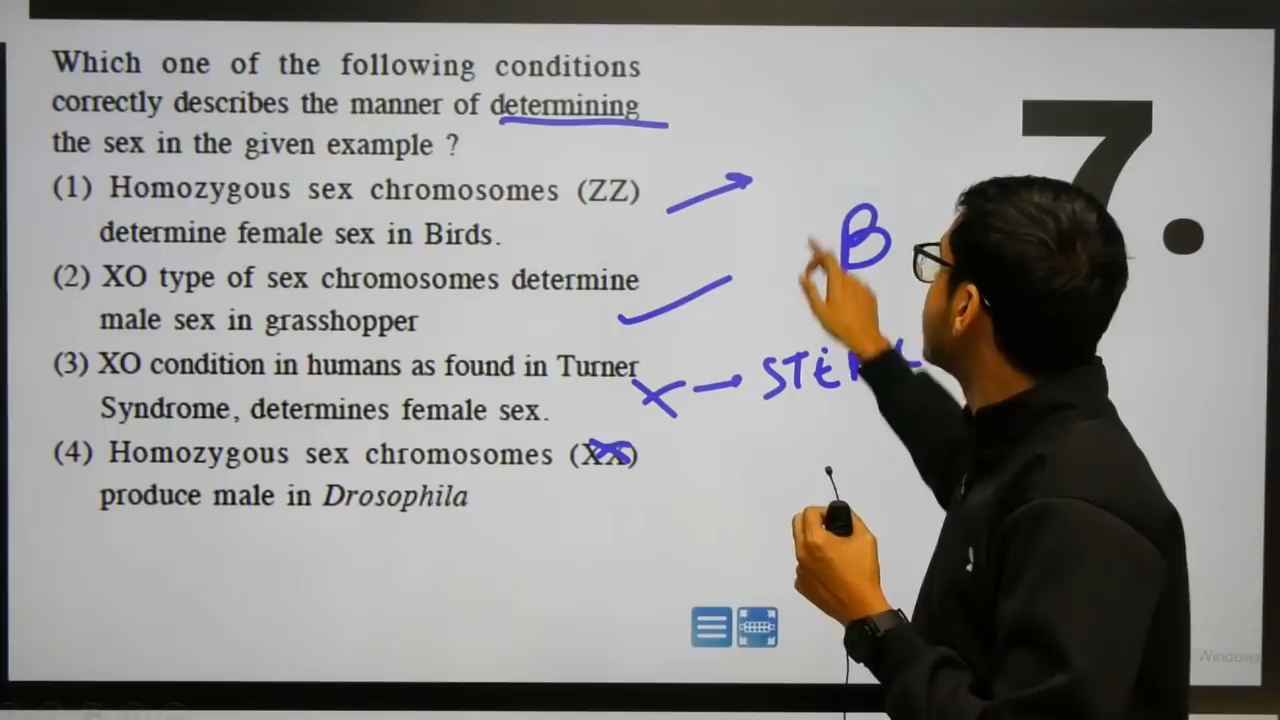 Which one of the following conditions
correctly describes the manner of determining
the sex in the given example ?
(1) Homozygous sex chromosomes (ZZ)
determine female sex in Birds.
(2) XO type of sex chromosomes determine
male sex in grasshopper
(3) XO condition in humans as found in Turner
Syndrome, determines female sex.
(4) Homozygous sex chromosomes (XX)
produce male in Drosophila
7.
B
Windows